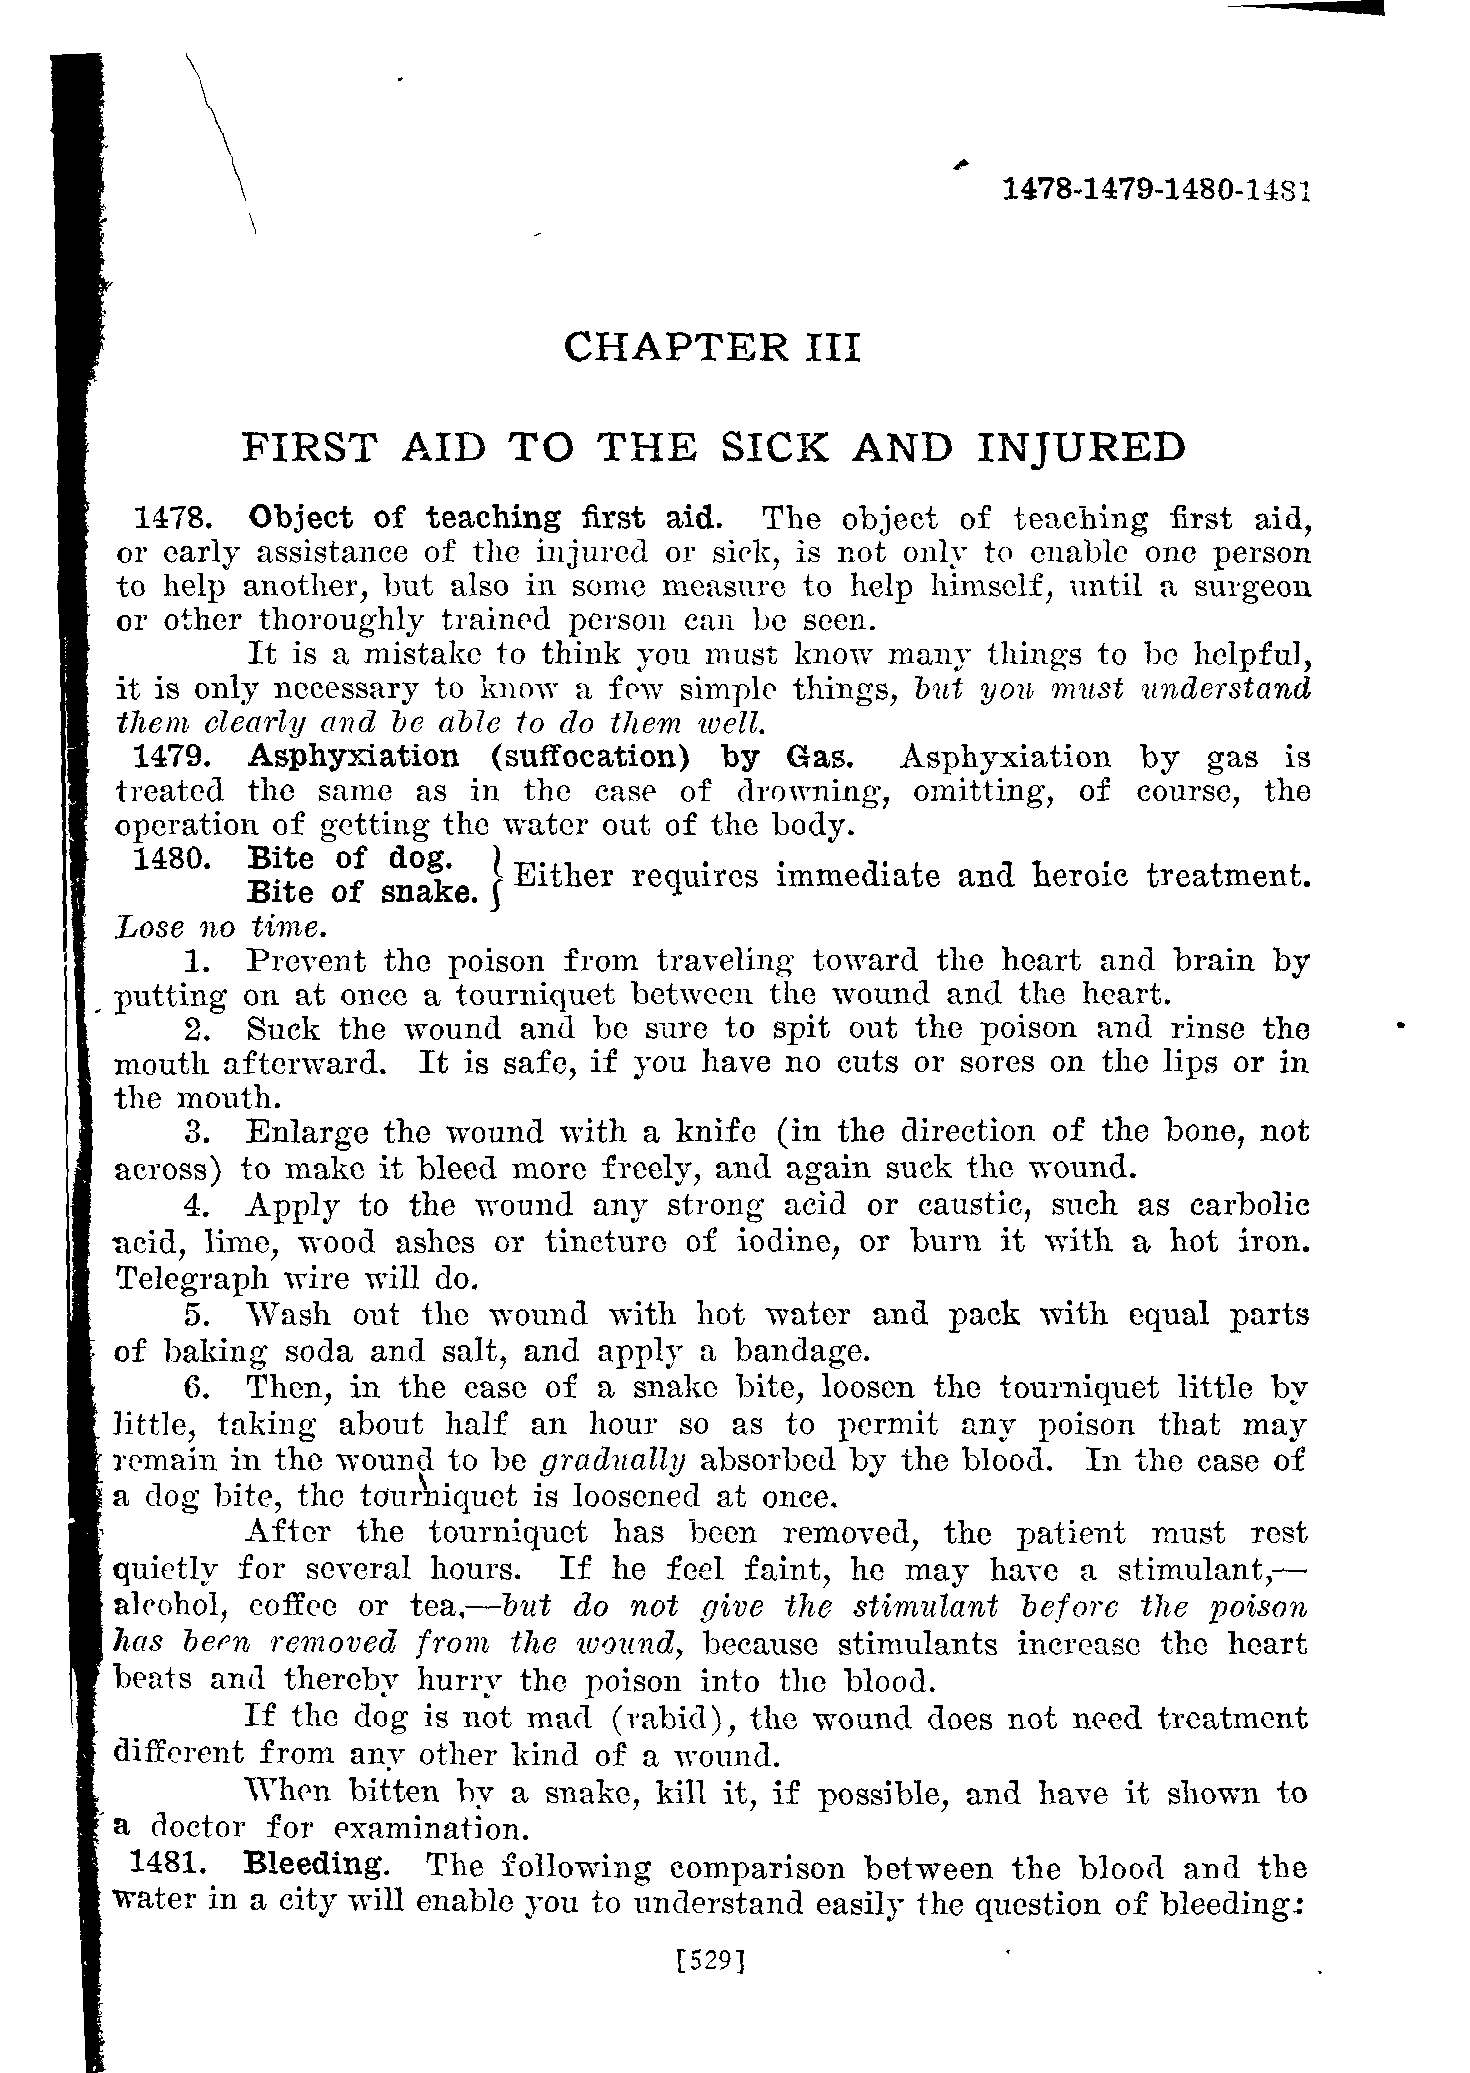 1478-1479-1480-1481
CHAPTER III
FIRST AID TO THE SICK AND INJURED
1478. Object of teaching first aid. The object of teaching first aid,
or early assistance of the injured or sick, is not only to enable one person
to help another, but also in some measure to help himself, until a surgeon
or other thoroughly trained person can be seen.
It is a mistake to think you must know many things to be helpful,
it is only necessary to know a few simple things, but you must understand
them clearly and be able to do them well.
1479. Asphyxiation (suffocation) by Gas. Asphyxiation by gas is
treated the same as in the case of drowning, omitting, of course, the
operation of getting the water out of the body.
1480. Bite of dog.
Bite of snake. } Either requires immediate and heroic treatment.
Lose no time.
1. Prevent the poison from traveling toward the heart and brain by
putting on at once a tourniquet between the wound and the heart.
2. Suck the wound and be sure to spit out the poison and rinse the
mouth afterward. It is safe, if you have no cuts or sores on the lips or in
the mouth.
3. Enlarge the wound with a knife (in the direction of the bone, not
across) to make it bleed more freely, and again suck the wound.
4. Apply to the wound any strong acid or caustic, such as carbolic
acid, lime, wood ashes or tincture of iodine, or burn it with a hot iron.
Telegraph wire will do.
5. Wash out the wound with hot water and pack with equal parts
of baking soda and salt, and apply a bandage.
6. Then, in the case of a snake bite, loosen the tourniquet little by
little, taking about half an hour so as to permit any poison that may
remain in the wound to be gradually absorbed by the blood. In the case of
a dog bite, the tourniquet is loosened at once.
After the tourniquet has been removed, the patient must rest
quietly for several hours. If he feel faint, he may have a stimulant,—
alcohol, coffee or tea,—but do not give the stimulant before the poison
has been removed from the wound, because stimulants increase the heart
beats and thereby hurry the poison into the blood.
If the dog is not mad (rabid), the wound does not need treatment
different from any other kind of a wound.
When bitten by a snake, kill it, if possible, and have it shown to
a doctor for examination.
1481. Bleeding. The following comparison between the blood and the
water in a city will enable you to understand easily the question of bleeding:
[529]